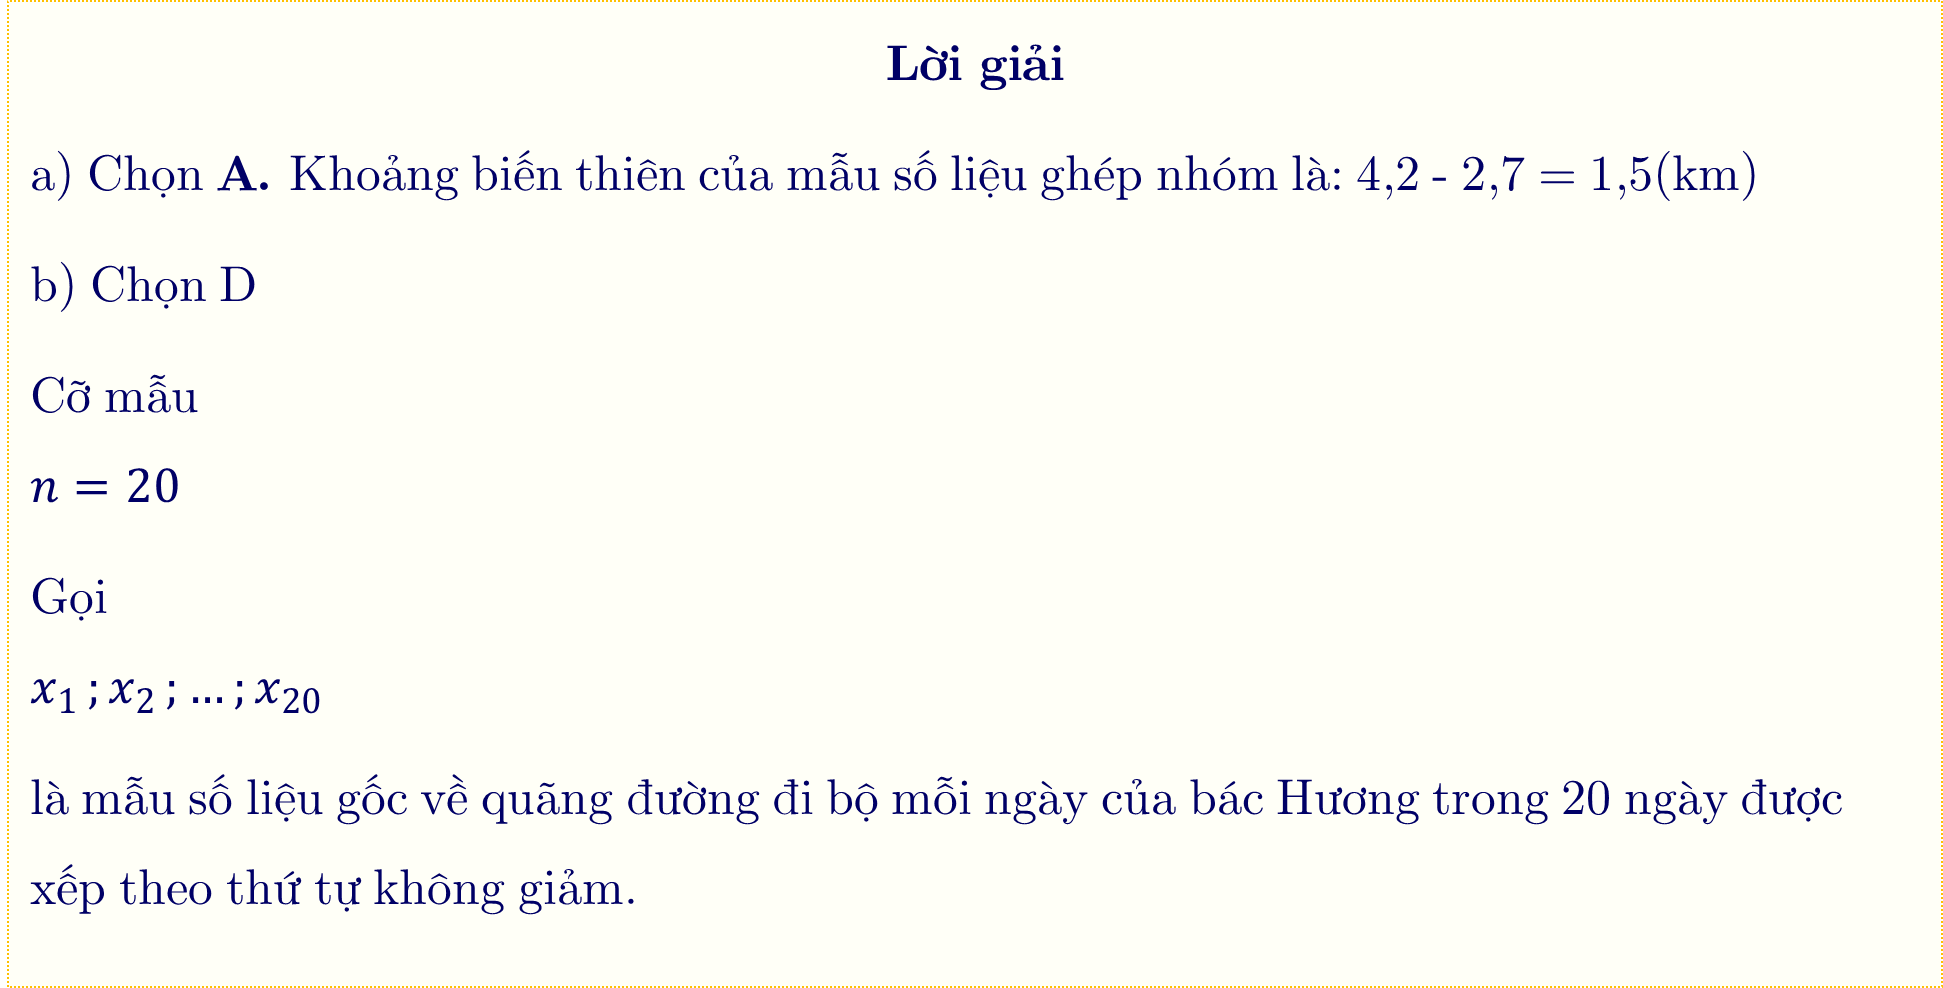 Lời giải
a) Chọn A. Khoảng biến thiên của mẫu số liệu ghép nhóm là: 4,2 - 2,7 = 1,5(km)
b) Chọn D
Cỡ mẫu
n = 20
Gọi
x₁ ; x₂ ; … ; x₂₀
là mẫu số liệu gốc về quãng đường đi bộ mỗi ngày của bác Hương trong 20 ngày được
xếp theo thứ tự không giảm.